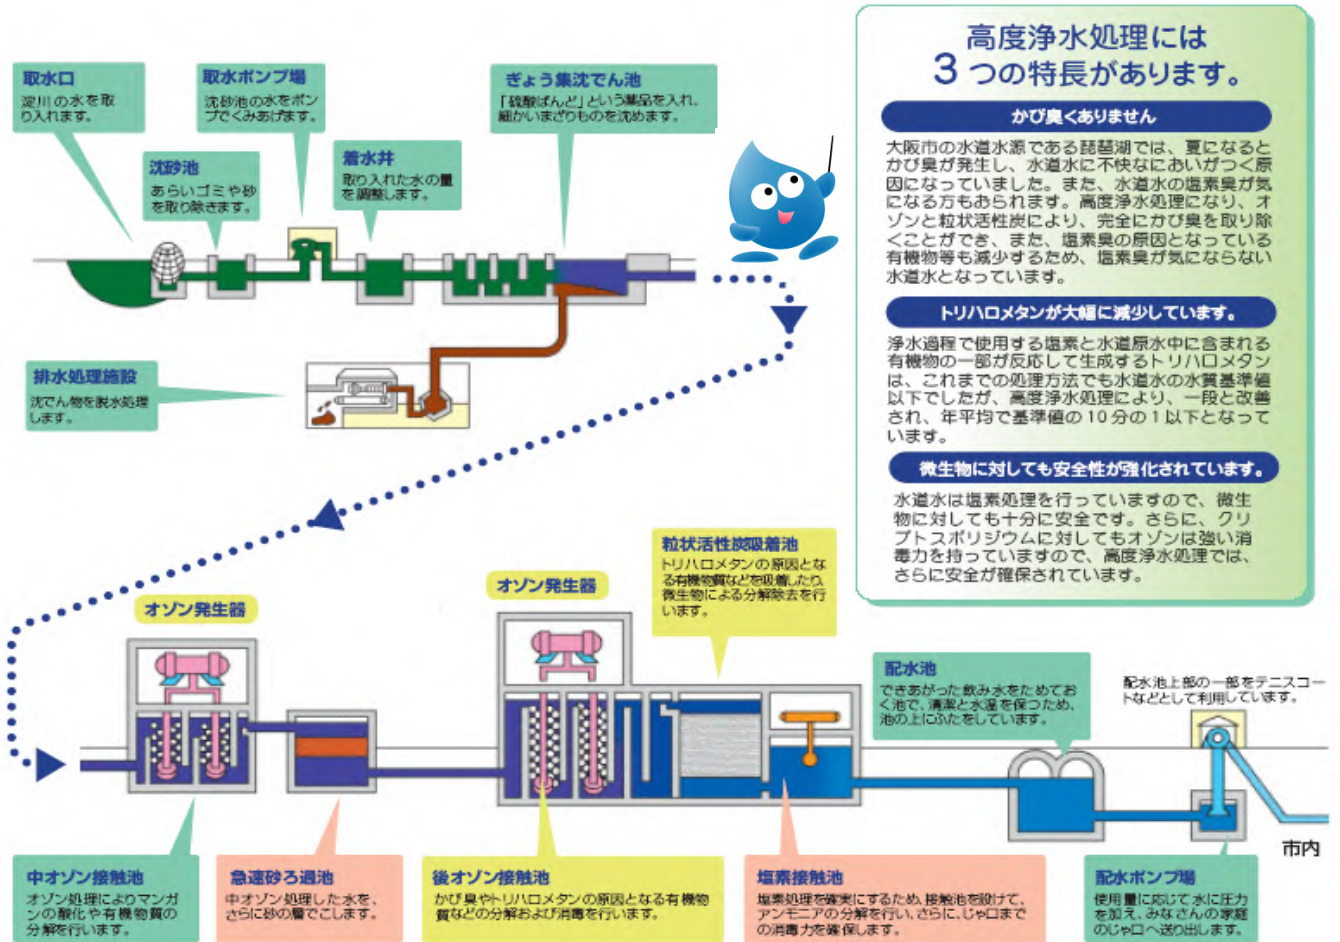 取水口
淀川の水を取
り入れます。
取水ポンプ場
沈砂池の水をポン
プでくみあげます。
ぎょう集沈でん池
「硫酸ばんど」という薬品を入れ、
細かいまざりものを沈めます。
沈砂池
あらいゴミや砂
を取り除きます。
着水井
取り入れた水の量
を調整します。
排水処理施設
沈でん物を脱水処理
します。
高度浄水処理には
3つの特長があります。
かび臭くありません
大阪市の水道水源である琵琶湖では、夏になると
かび臭が発生し、水道水に不快なにおいがつく原
因になっていました。また、水道水の塩素臭が気
になる方もおられます。高度浄水処理になり、オ
ゾンと粒状活性炭により、完全にかび臭を取り除
くことができ、また、塩素臭の原因となっている
有機物等も減少するため、塩素臭が気にならない
水道水となっています。
トリハロメタンが大幅に減少しています。
浄水過程で使用する塩素と水道原水中に含まれる
有機物の一部が反応して生成するトリハロメタン
は、これまでの処理方法でも水道水の水質基準値
以下でしたが、高度浄水処理により、一段と改善
され、年平均で基準値の10分の1以下となって
います。
微生物に対しても安全性が強化されています。
水道水は塩素処理を行っていますので、微生
物に対しても十分に安全です。さらに、クリ
プトスポリジウムに対してもオゾンは強い消
毒力を持っていますので、高度浄水処理では、
さらに安全が確保されています。
オゾン発生器
オゾン発生器
粒状活性炭吸着池
トリハロメタンの原因とな
る有機物質などを吸着したり、
微生物による分解除去を行
います。
配水池
できあがった飲み水をためてお
く池で、清潔と水温を保つため、
池の上にふたをしています。
配水池上部の一部をテニスコー
トなどとして利用しています。
市内
中オゾン接触池
オゾン処理によりマンガ
ンの酸化や有機物質の
分解を行います。
急速砂ろ過池
中オゾン処理した水を、
さらに砂の層でこします。
後オゾン接触池
かび臭やトリハロメタンの原因となる有機物
質などの分解および消毒を行います。
塩素接触池
塩素処理を確実にするため、接触池を設けて、
アンモニアの分解を行い、さらに、じゃ口まで
の消毒力を確保します。
配水ポンプ場
使用量に応じて水に圧力
を加え、みなさんの家庭
のじゃ口へ送り出します。